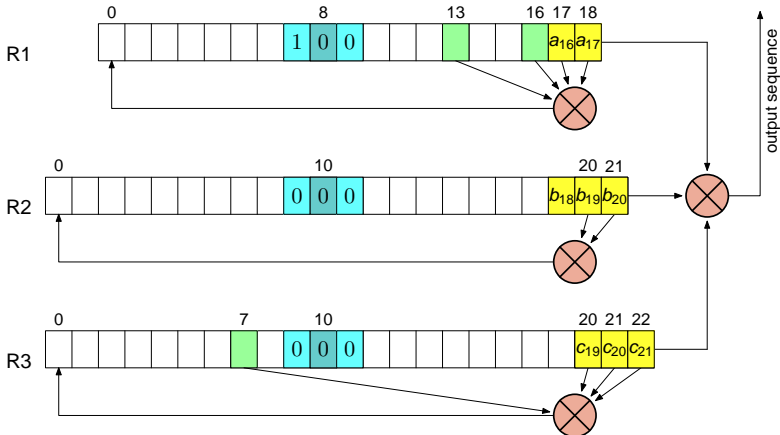 0 8 13 16 17 18
R1 1 0 0 a16 a17
output sequence
0 10 20 21
R2 0 0 0 b18 b19 b20
0 7 10 20 21 22
R3 0 0 0 c19 c20 c21